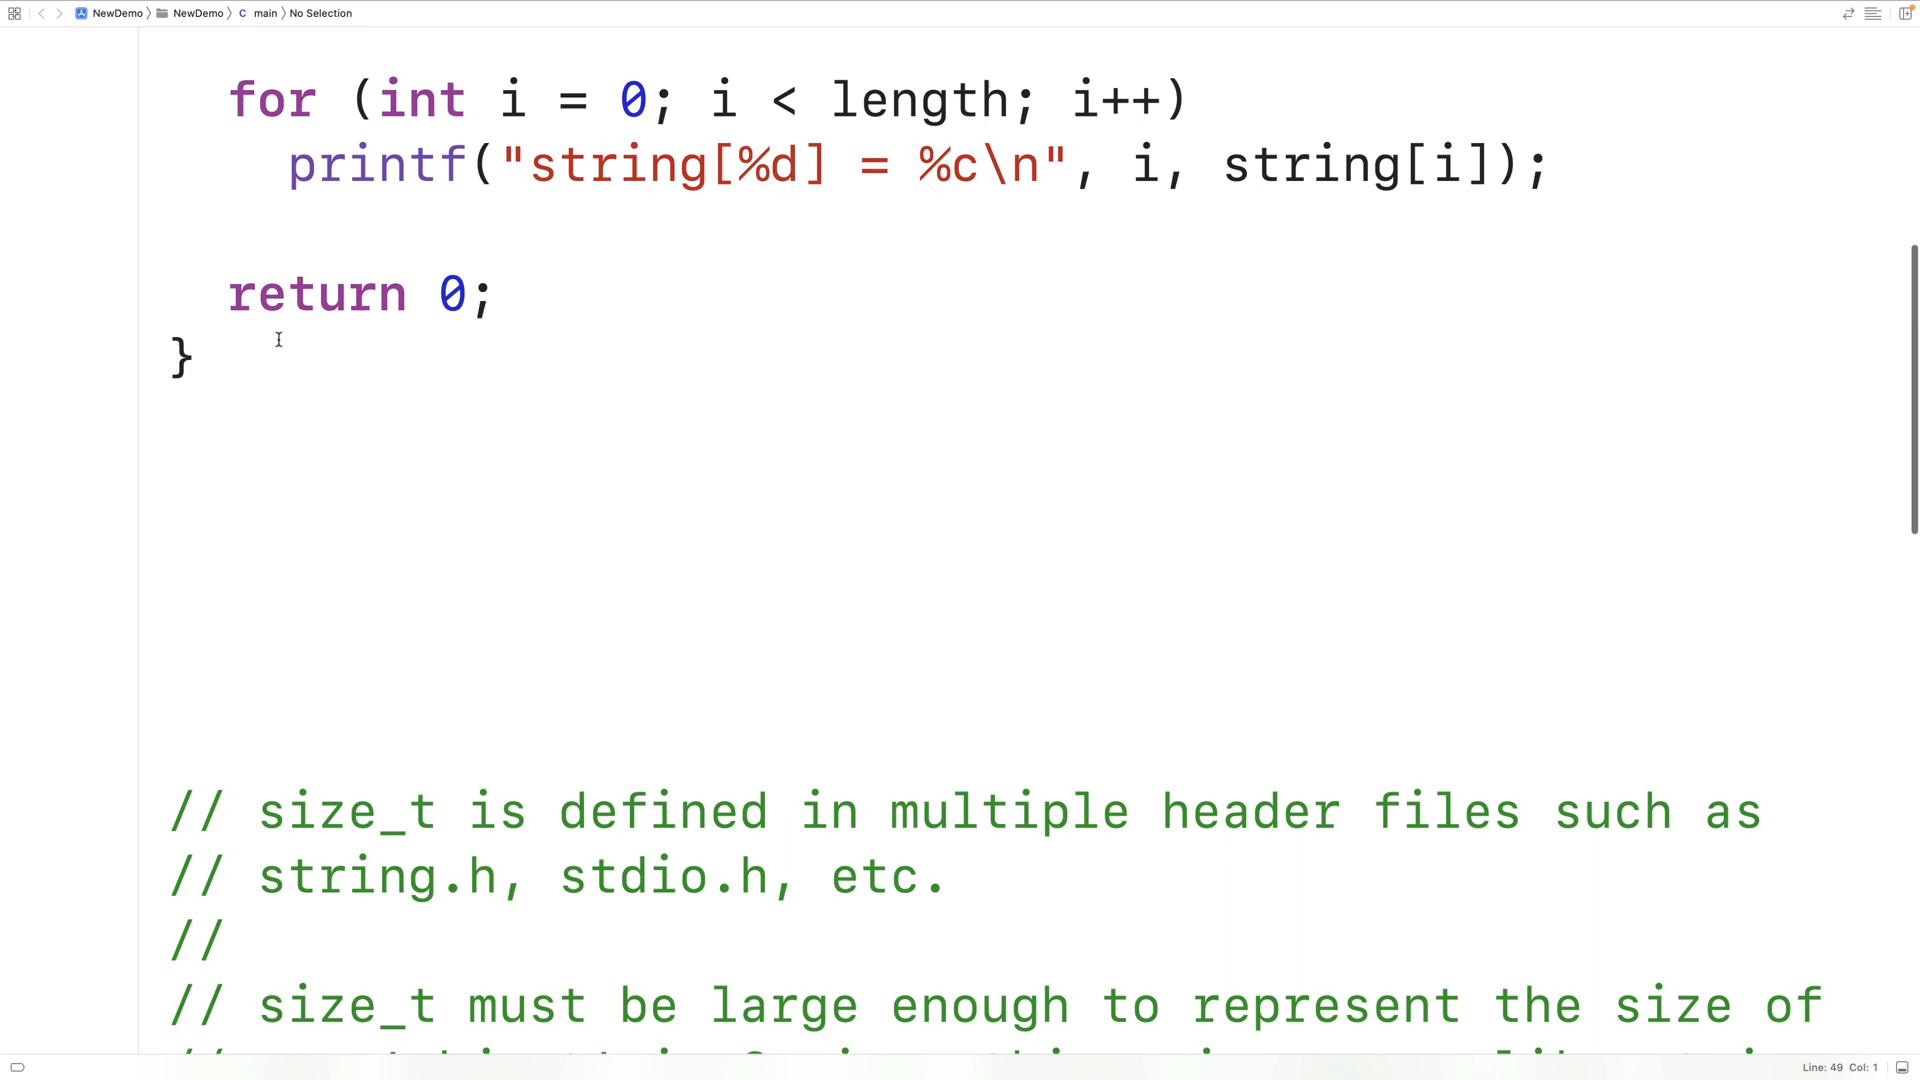 NewDemo NewDemo C main No Selection
for (int i = 0; i < length; i++)
printf("string[%d] = %c\n", i, string[i]);
return 0;
}
// size_t is defined in multiple header files such as
// string.h, stdio.h, etc.
//
// size_t must be large enough to represent the size of
//
Line: 49 Col: 1